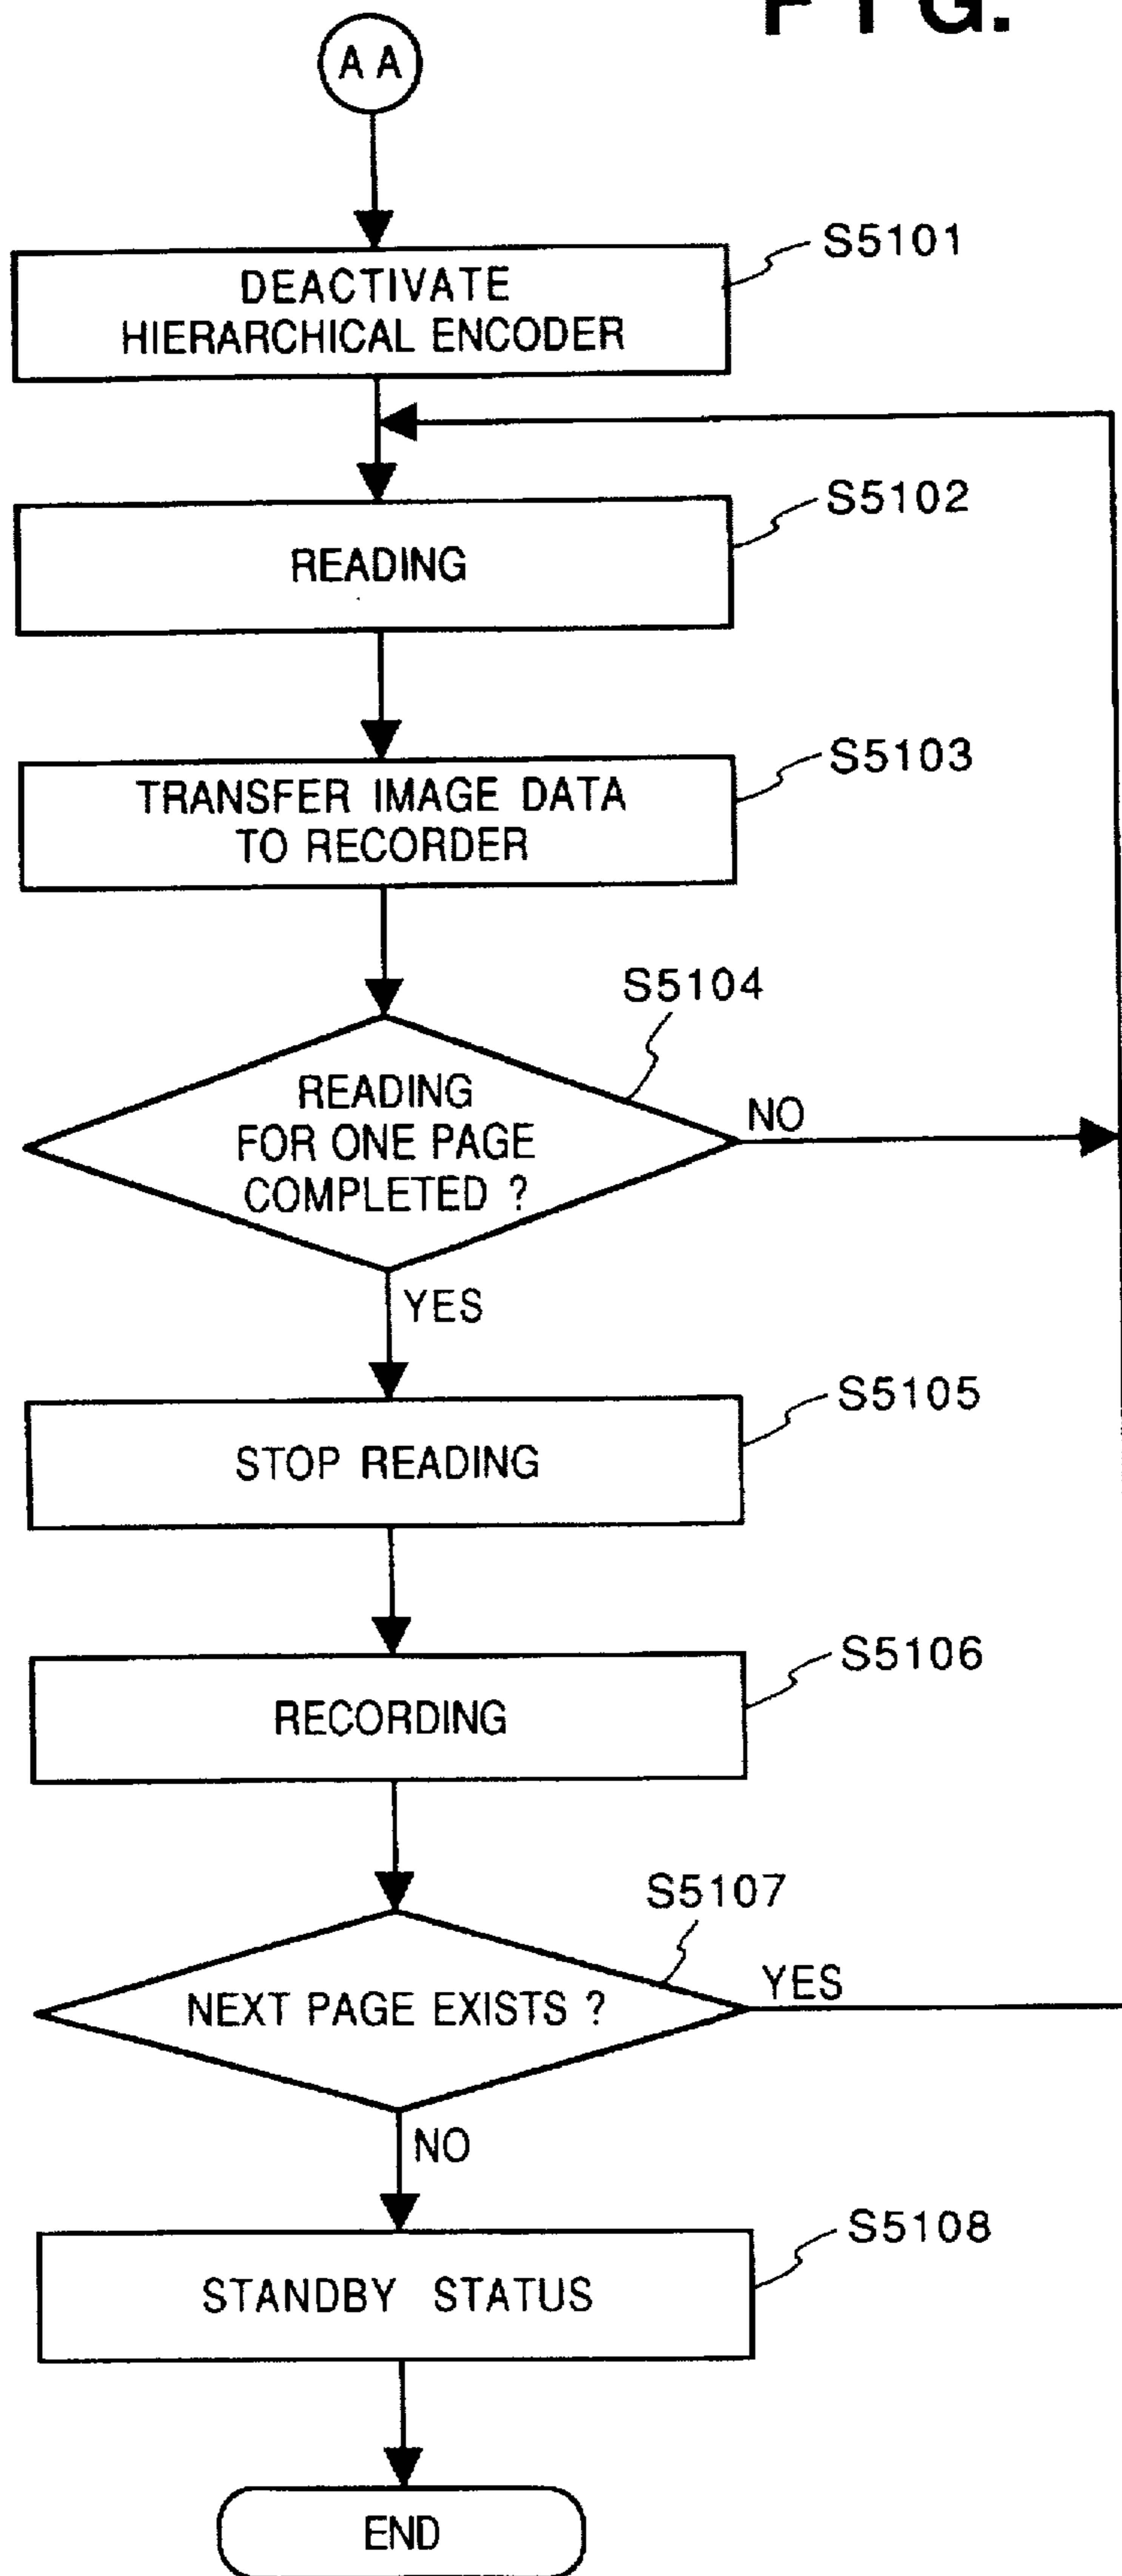 FIG.
AA
S5101
DEACTIVATE
HIERARCHICAL ENCODER
S5102
READING
S5103
TRANSFER IMAGE DATA
TO RECORDER
S5104
READING
FOR ONE PAGE
COMPLETED ?
NO
YES
S5105
STOP READING
S5106
RECORDING
S5107
NEXT PAGE EXISTS ?
YES
NO
S5108
STANDBY STATUS
END